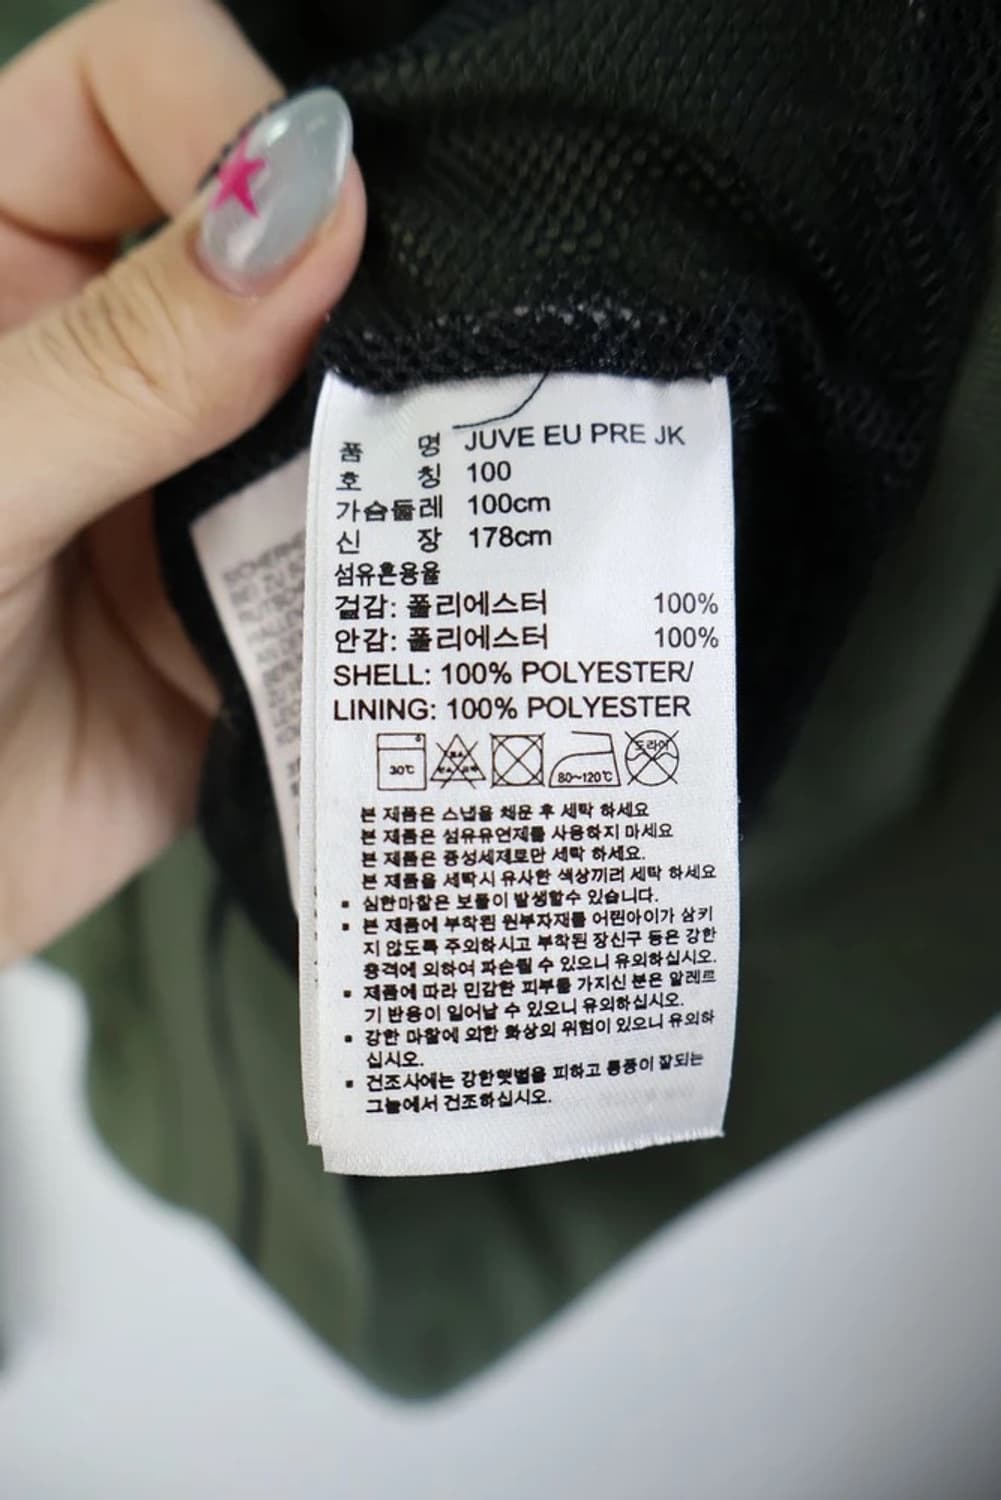 품 명 JUVE EU PRE JK
호 칭 100
가슴둘레 100cm
신 장 178cm
섬유혼용율
겉감: 폴리에스터 100%
안감: 폴리에스터 100%
SHELL: 100% POLYESTER/
LINING: 100% POLYESTER
30℃ 80~120℃ 드라이
본 제품은 스냅을 채운 후 세탁 하세요
본 제품은 섬유유연제를 사용하지 마세요
본 제품은 중성세제로만 세탁 하세요.
본 제품을 세탁시 유사한 색상끼리 세탁 하세요
▪ 심한마찰은 보풀이 발생할수 있습니다.
▪ 본 제품에 부착된 원부자재를 어린아이가 삼키
지 않도록 주의하시고 부착된 장신구 등은 강한
충격에 의하여 파손될 수 있으니 유의하십시오.
▪ 제품에 따라 민감한 피부를 가지신 분은 알레르
기 반응이 일어날 수 있으니 유의하십시오.
▪ 강한 마찰에 의한 화상의 위험이 있으니 유의하
십시오.
▪ 건조시에는 강한햇볕을 피하고 통풍이 잘되는
그늘에서 건조하십시오.